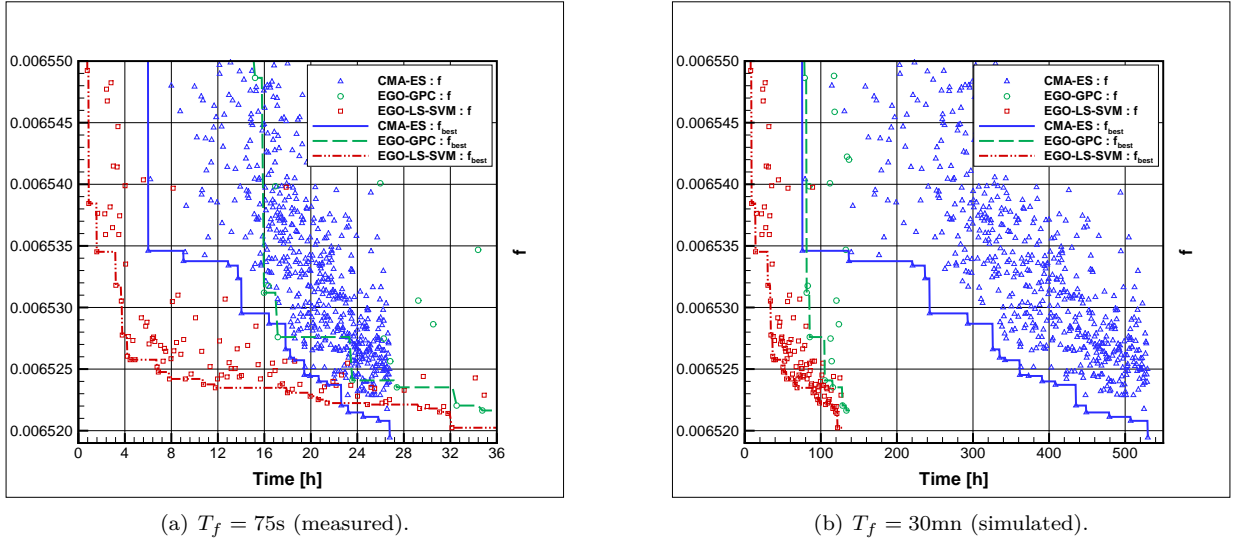 0.006550
0.006545
0.006540
0.006535
0.006530
0.006525
0.006520
0 4 8 12 16 20 24 28 32 36
Time [h]
f
CMA-ES : f
EGO-GPC : f
EGO-LS-SVM : f
CMA-ES : f_best
EGO-GPC : f_best
EGO-LS-SVM : f_best
(a) T_f = 75s (measured).
0.006550
0.006545
0.006540
0.006535
0.006530
0.006525
0.006520
0 100 200 300 400 500
Time [h]
f
CMA-ES : f
EGO-GPC : f
EGO-LS-SVM : f
CMA-ES : f_best
EGO-GPC : f_best
EGO-LS-SVM : f_best
(b) T_f = 30mn (simulated).